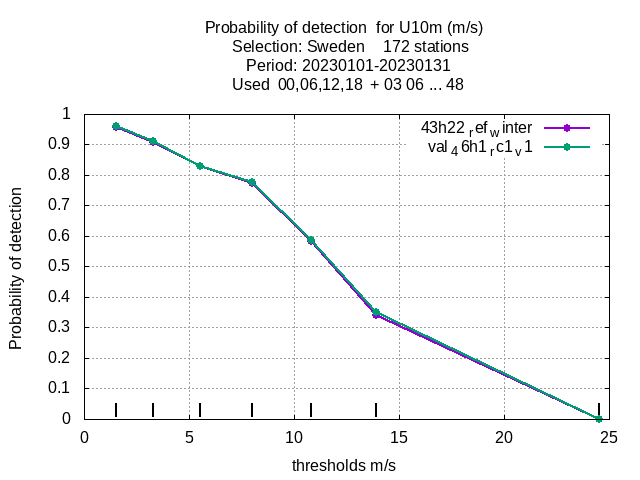 Probability of detection  for U10m (m/s)
Selection: Sweden    172 stations
Period: 20230101-20230131
Used  00,06,12,18  + 03 06 ... 48
43h22refwinter
val46h1rc1v1
1
0.9
0.8
0.7
0.6
0.5
0.4
0.3
0.2
0.1
0
Probability of detection
0 5 10 15 20 25
thresholds m/s